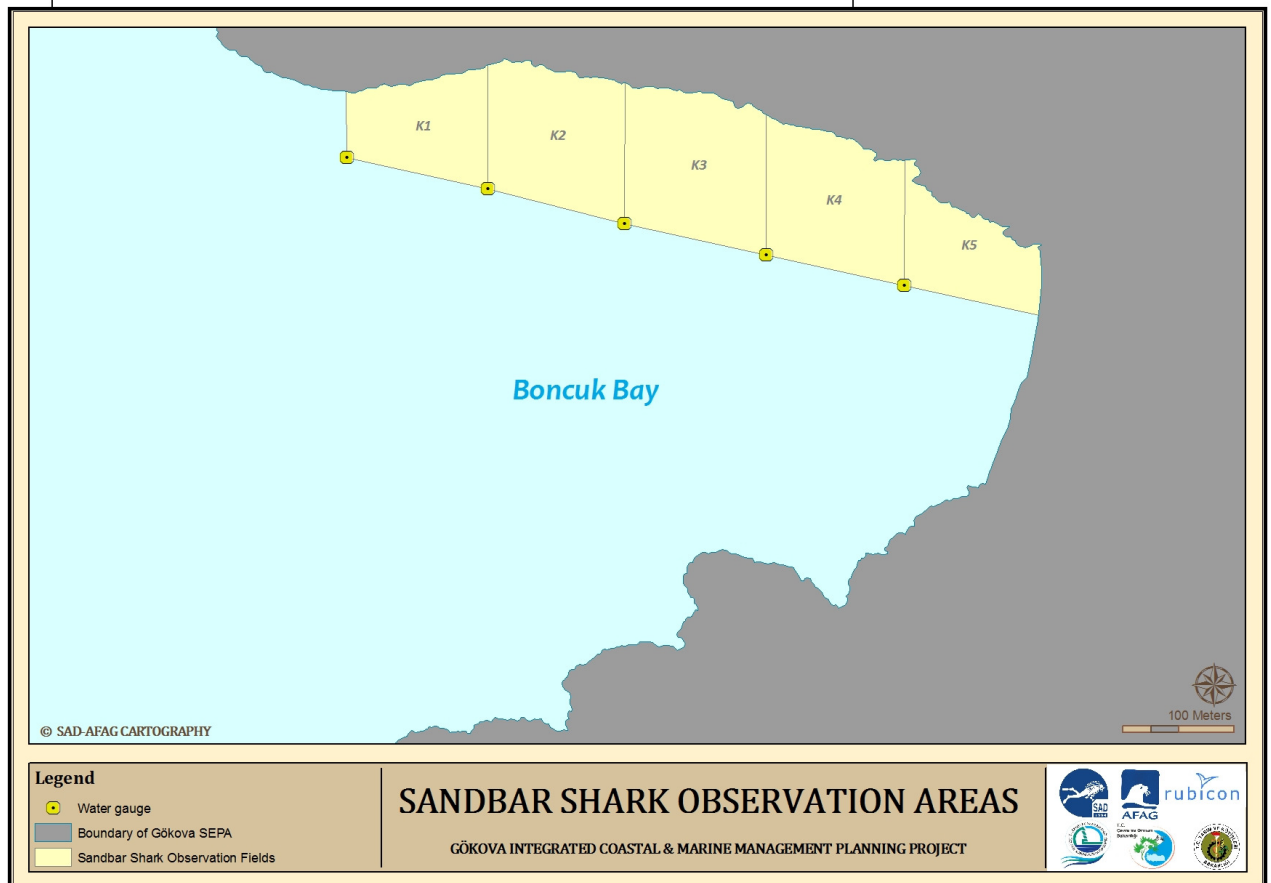 K1
K2
K3
K4
K5
Boncuk Bay
100 Meters
© SAD-AFAG CARTOGRAPHY
Legend
Water gauge
Boundary of Gökova SEPA
Sandbar Shark Observation Fields
SANDBAR SHARK OBSERVATION AREAS
GÖKOVA INTEGRATED COASTAL & MARINE MANAGEMENT PLANNING PROJECT
SAD
AFAG
rubicon
T.C.